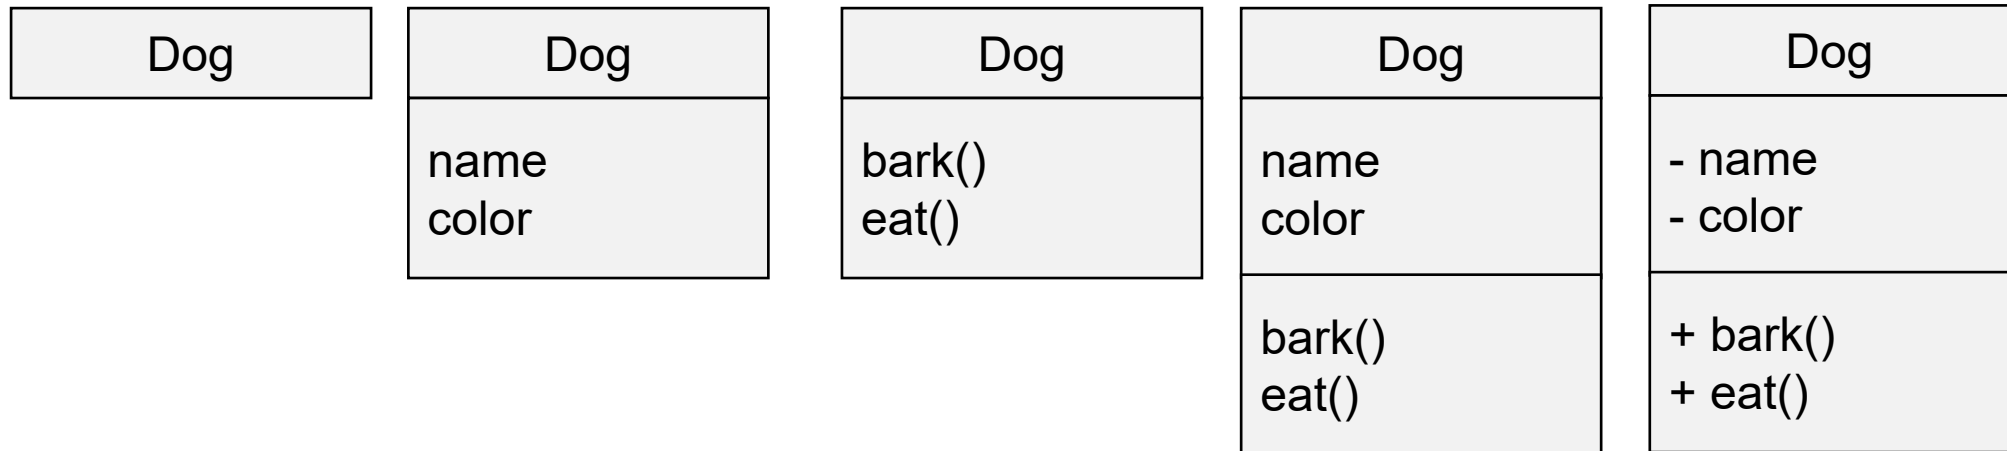 Dog
Dog
name
color
Dog
bark()
eat()
Dog
name
color
bark()
eat()
Dog
- name
- color
+ bark()
+ eat()